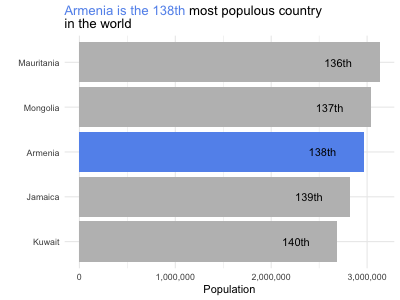 Armenia is the 138th most populous country
in the world
Mauritania
136th
Mongolia
137th
Armenia
138th
Jamaica
139th
Kuwait
140th
0
1,000,000
2,000,000
3,000,000
Population